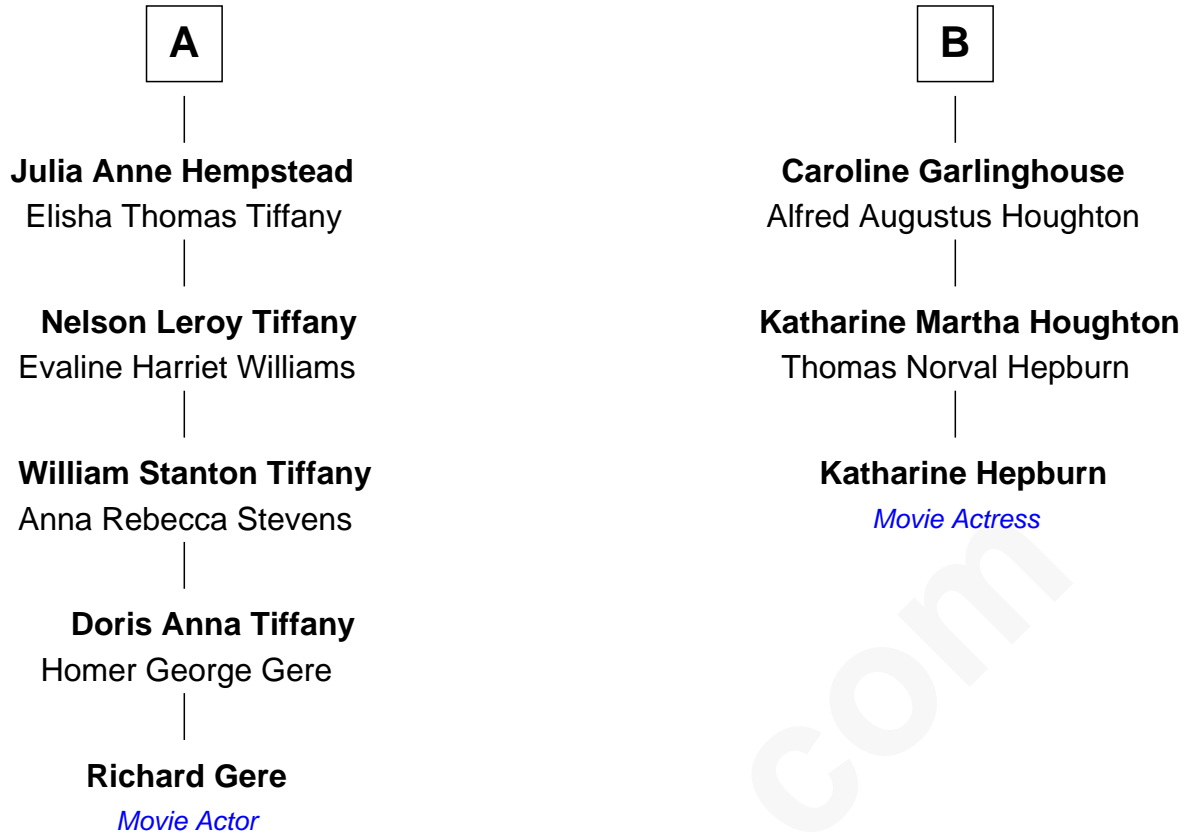 A
Julia Anne Hempstead
Elisha Thomas Tiffany
Nelson Leroy Tiffany
Evaline Harriet Williams
William Stanton Tiffany
Anna Rebecca Stevens
Doris Anna Tiffany
Homer George Gere
Richard Gere
Movie Actor
B
Caroline Garlinghouse
Alfred Augustus Houghton
Katharine Martha Houghton
Thomas Norval Hepburn
Katharine Hepburn
Movie Actress
com